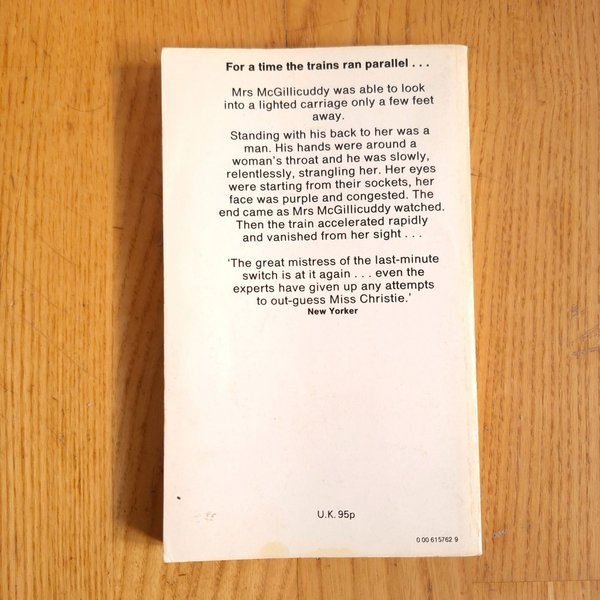 For a time the trains ran parallel . . .
Mrs McGillicuddy was able to look
into a lighted carriage only a few feet
away.
Standing with his back to her was a
man. His hands were around a
woman's throat and he was slowly,
relentlessly, strangling her. Her eyes
were starting from their sockets, her
face was purple and congested. The
end came as Mrs McGillicuddy watched.
Then the train accelerated rapidly
and vanished from her sight . . .
‘The great mistress of the last-minute
switch is at it again . . . even the
experts have given up any attempts
to out-guess Miss Christie.’
New Yorker
U.K. 95p
0 00 615762 9